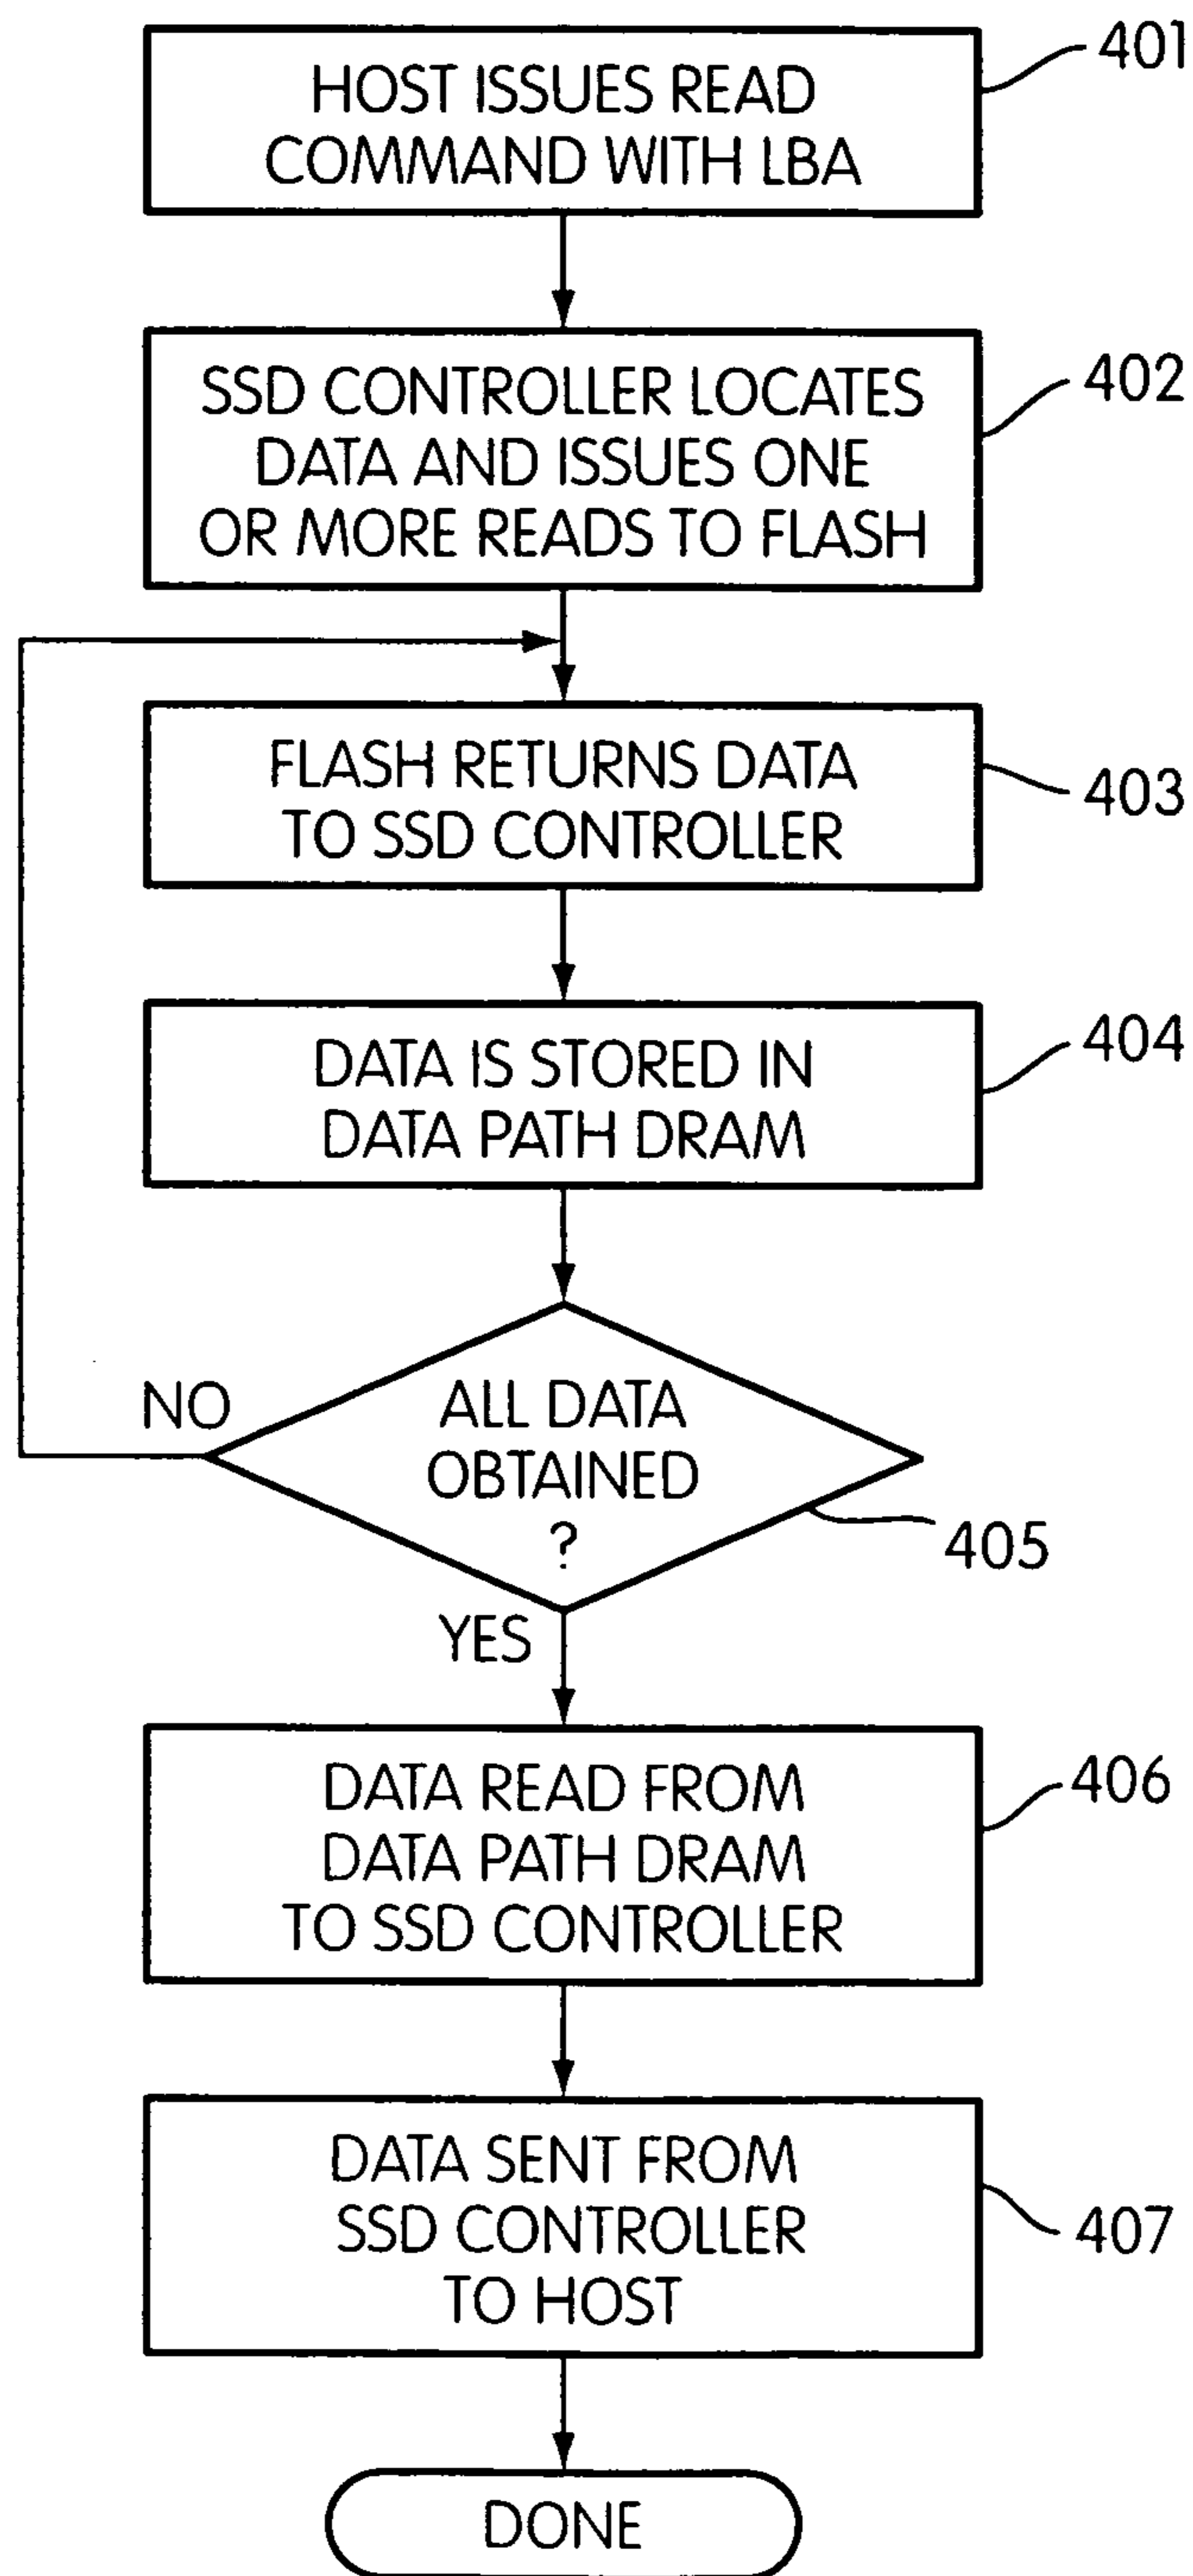 HOST ISSUES READ
COMMAND WITH LBA
401
SSD CONTROLLER LOCATES
DATA AND ISSUES ONE
OR MORE READS TO FLASH
402
FLASH RETURNS DATA
TO SSD CONTROLLER
403
DATA IS STORED IN
DATA PATH DRAM
404
NO
ALL DATA
OBTAINED
?
405
YES
DATA READ FROM
DATA PATH DRAM
TO SSD CONTROLLER
406
DATA SENT FROM
SSD CONTROLLER
TO HOST
407
DONE